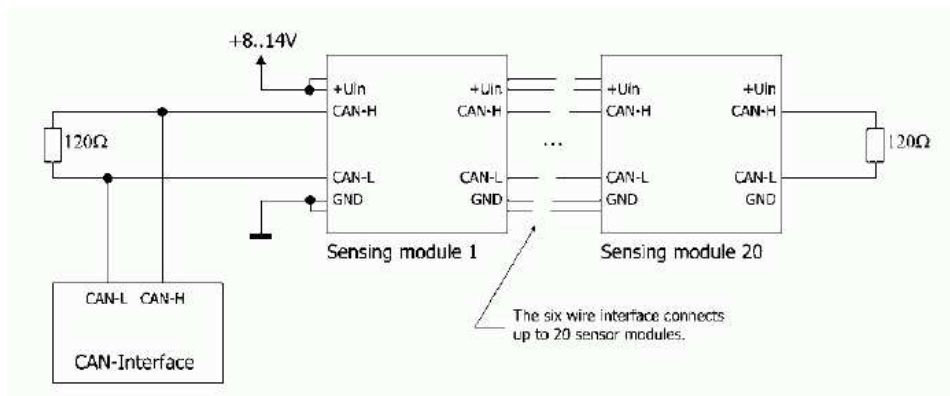 +8..14V
+Uin
+Uin
+Uin
+Uin
CAN-H
CAN-H
CAN-H
CAN-H
120Ω
120Ω
...
CAN-L
CAN-L
CAN-L
CAN-L
GND
GND
GND
GND
Sensing module 1
Sensing module 20
CAN-L CAN-H
CAN-Interface
The six wire interface connects
up to 20 sensor modules.